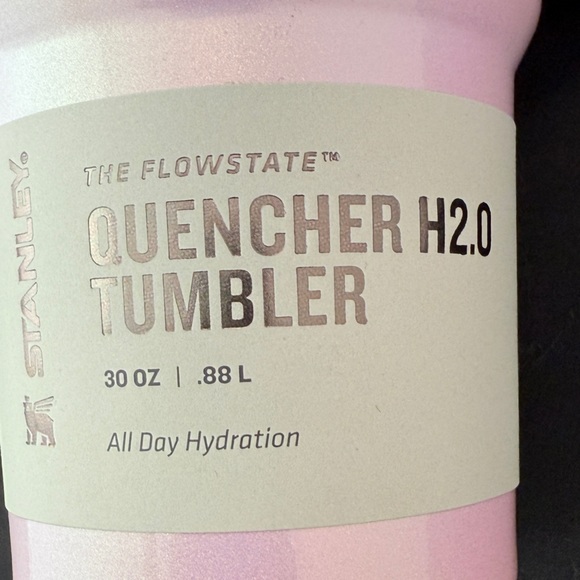 STANLEY®
THE FLOWSTATE™
QUENCHER H2.0
TUMBLER
30 OZ | .88 L
All Day Hydration